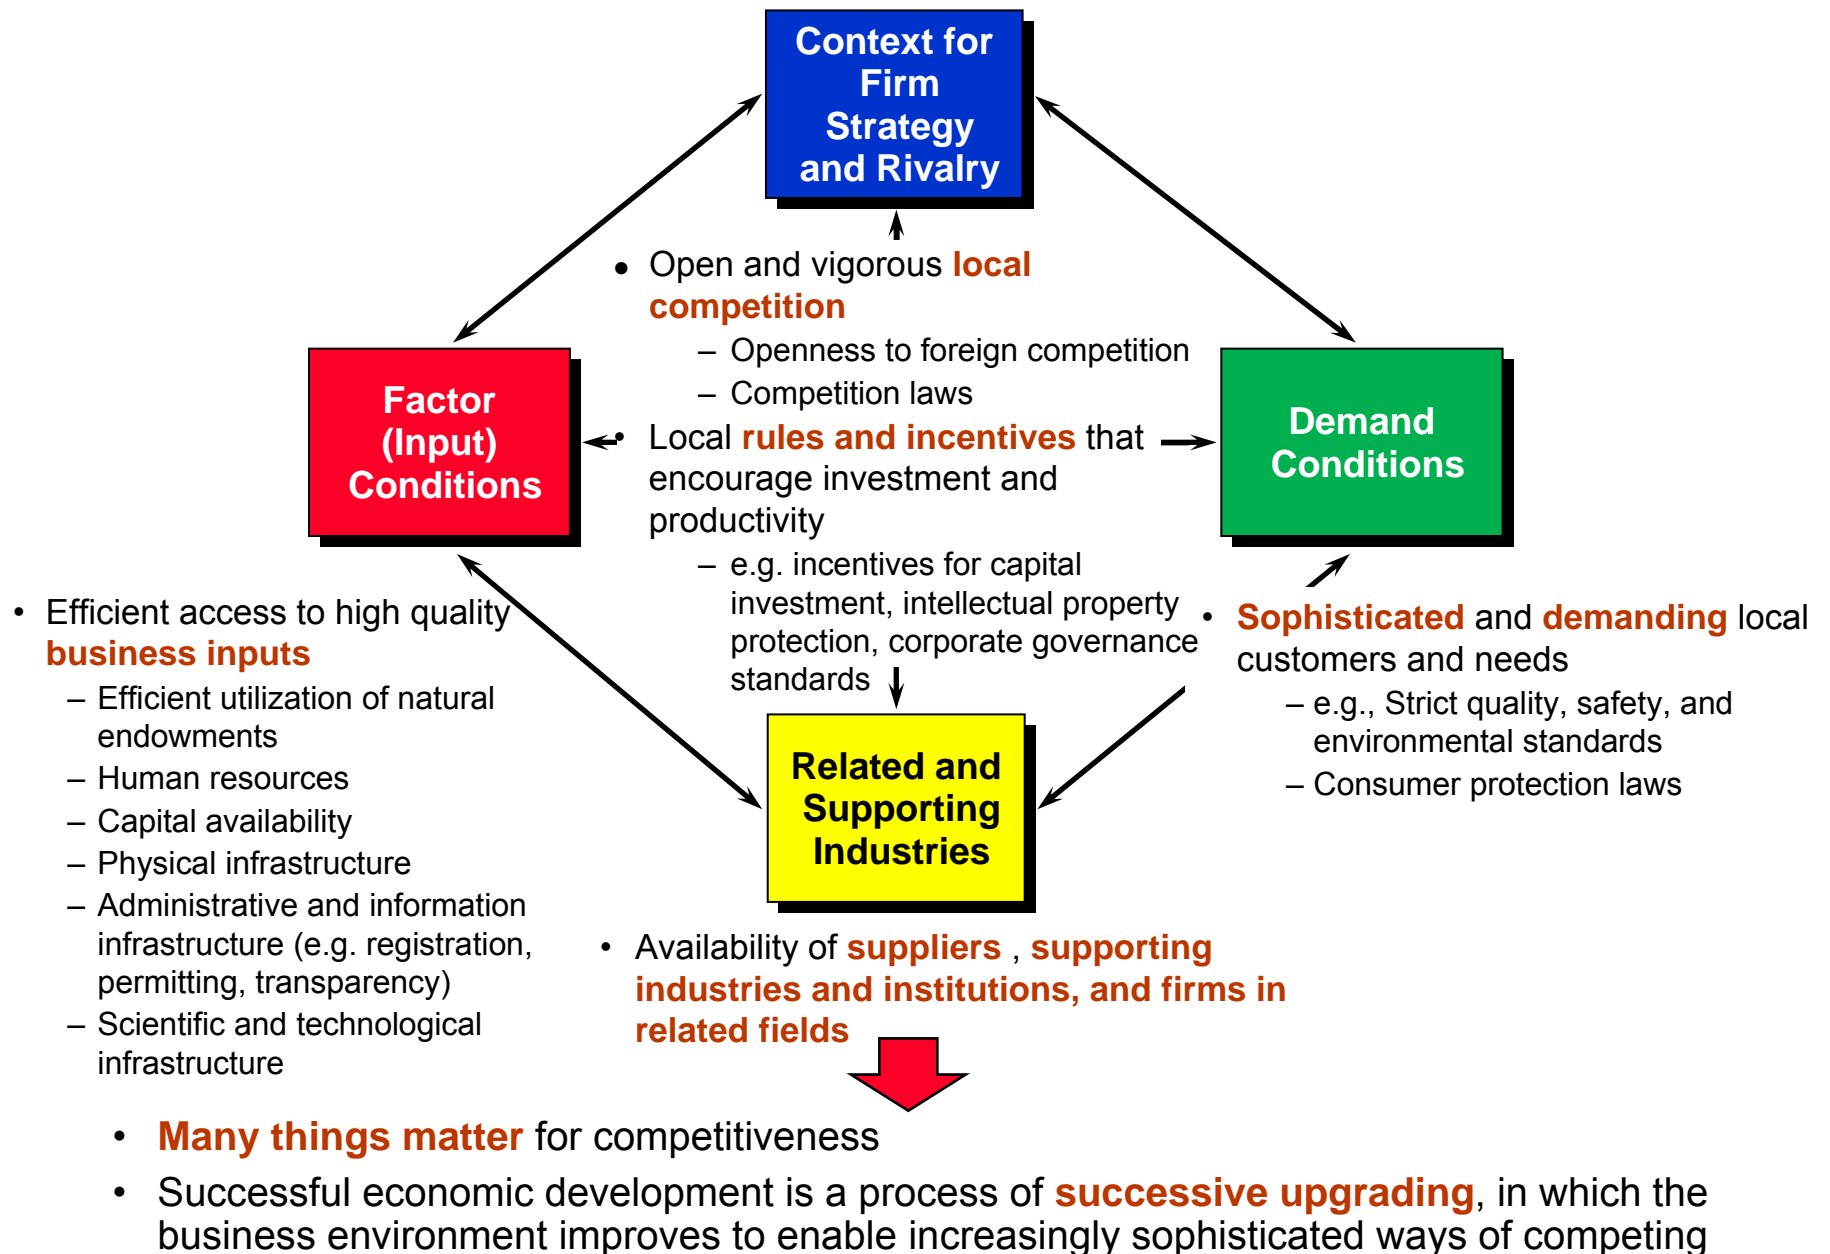 Context for
Firm
Strategy
and Rivalry
• Open and vigorous local
competition
– Openness to foreign competition
– Competition laws
• Local rules and incentives that
encourage investment and
productivity
– e.g. incentives for capital
investment, intellectual property
protection, corporate governance
standards
Factor
(Input)
Conditions
Demand
Conditions
• Efficient access to high quality
business inputs
– Efficient utilization of natural
endowments
– Human resources
– Capital availability
– Physical infrastructure
– Administrative and information
infrastructure (e.g. registration,
permitting, transparency)
– Scientific and technological
infrastructure
• Sophisticated and demanding local
customers and needs
– e.g., Strict quality, safety, and
environmental standards
– Consumer protection laws
Related and
Supporting
Industries
• Availability of suppliers , supporting
industries and institutions, and firms in
related fields
• Many things matter for competitiveness
• Successful economic development is a process of successive upgrading, in which the
business environment improves to enable increasingly sophisticated ways of competing